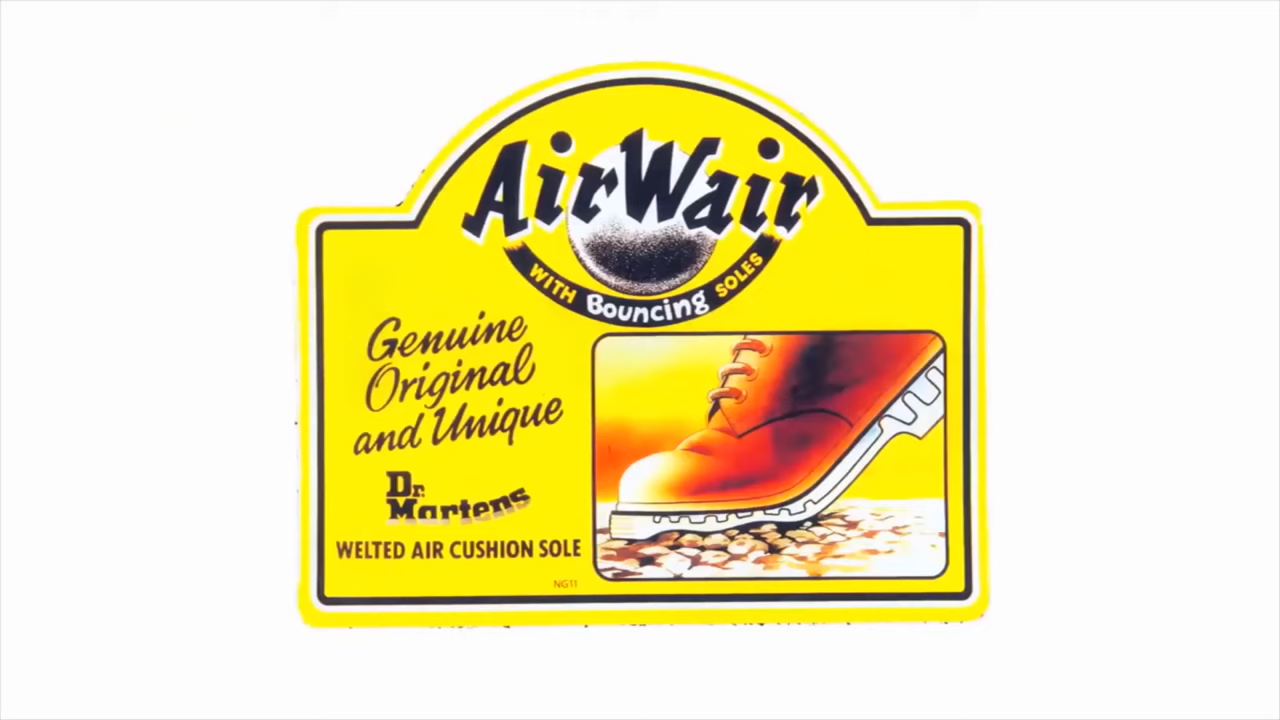 AirWair
WITH Bouncing SOLES
Genuine
Original
and Unique
Dr.
Martens
WELTED AIR CUSHION SOLE
NG11